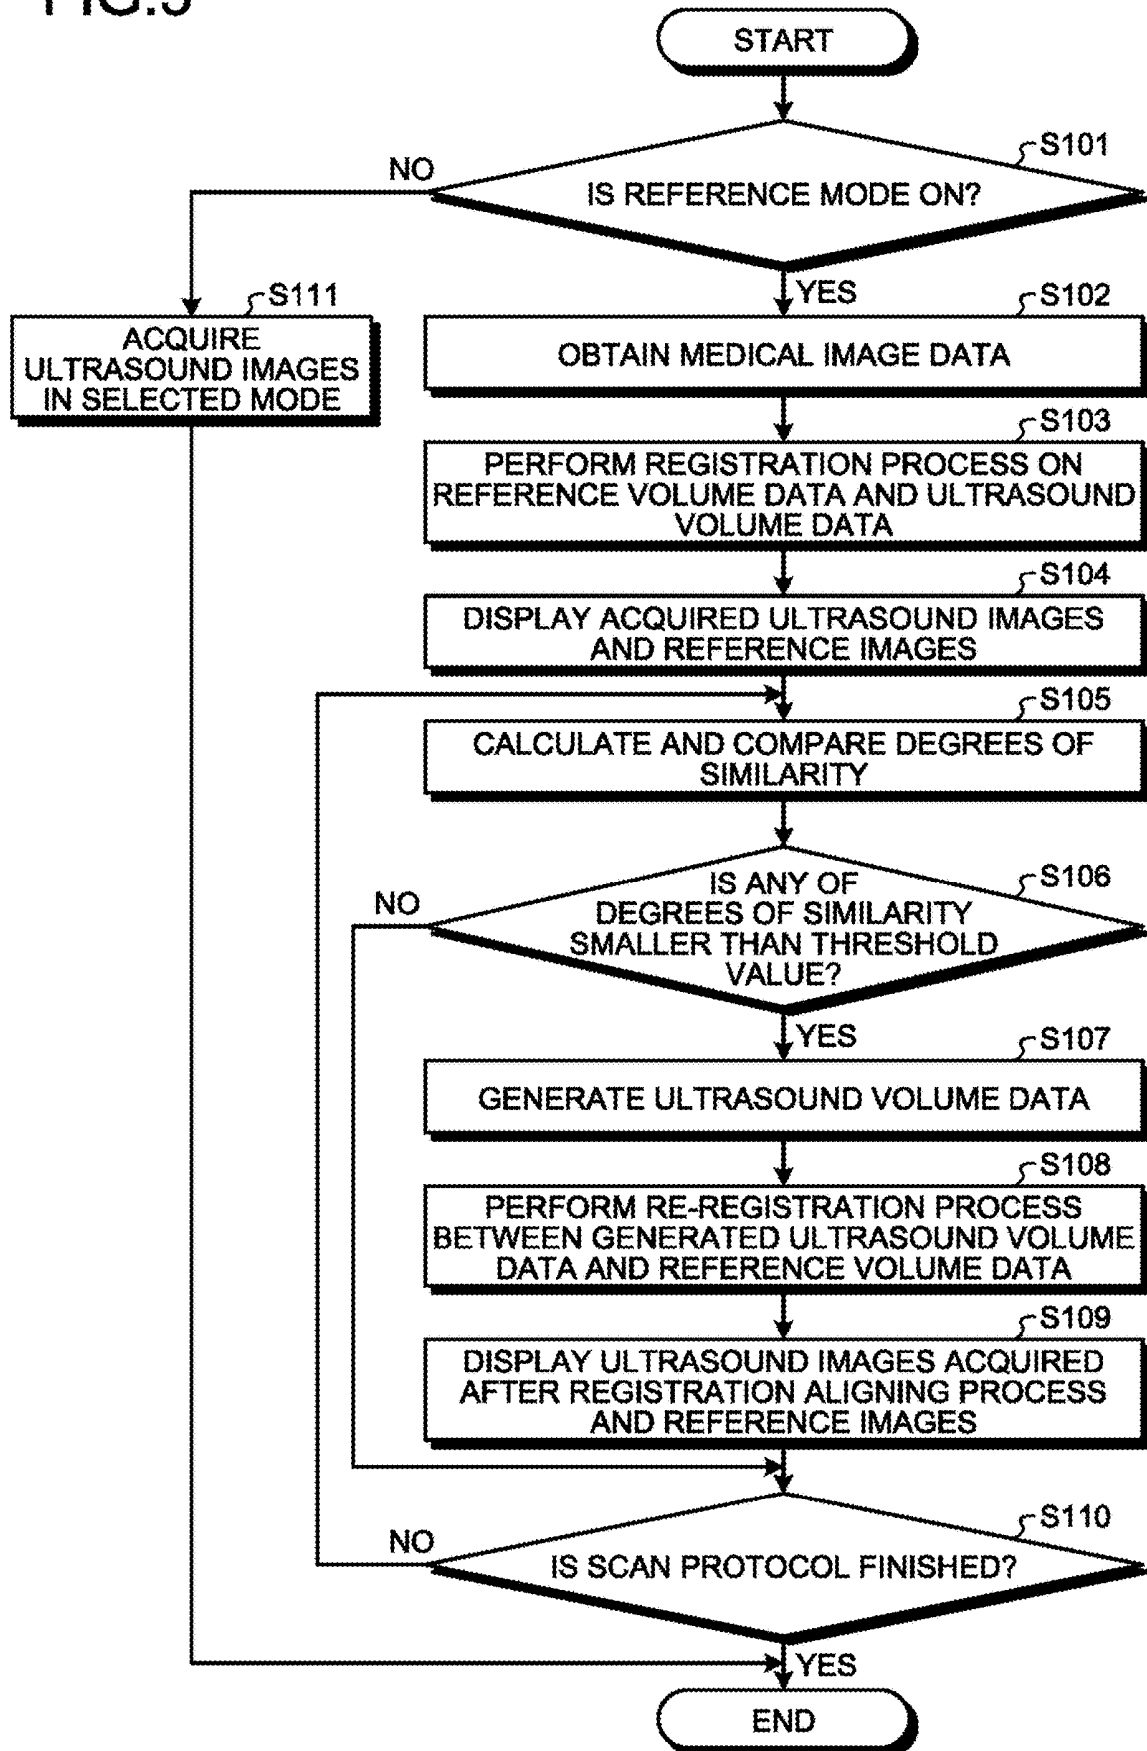 START
S101
NO
IS REFERENCE MODE ON?
YES
S111
S102
ACQUIRE
ULTRASOUND IMAGES
IN SELECTED MODE
OBTAIN MEDICAL IMAGE DATA
S103
PERFORM REGISTRATION PROCESS ON
REFERENCE VOLUME DATA AND ULTRASOUND
VOLUME DATA
S104
DISPLAY ACQUIRED ULTRASOUND IMAGES
AND REFERENCE IMAGES
S105
CALCULATE AND COMPARE DEGREES OF
SIMILARITY
S106
NO
IS ANY OF
DEGREES OF SIMILARITY
SMALLER THAN THRESHOLD
VALUE?
YES
S107
GENERATE ULTRASOUND VOLUME DATA
S108
PERFORM RE-REGISTRATION PROCESS
BETWEEN GENERATED ULTRASOUND VOLUME
DATA AND REFERENCE VOLUME DATA
S109
DISPLAY ULTRASOUND IMAGES ACQUIRED
AFTER REGISTRATION ALIGNING PROCESS
AND REFERENCE IMAGES
S110
NO
IS SCAN PROTOCOL FINISHED?
YES
END